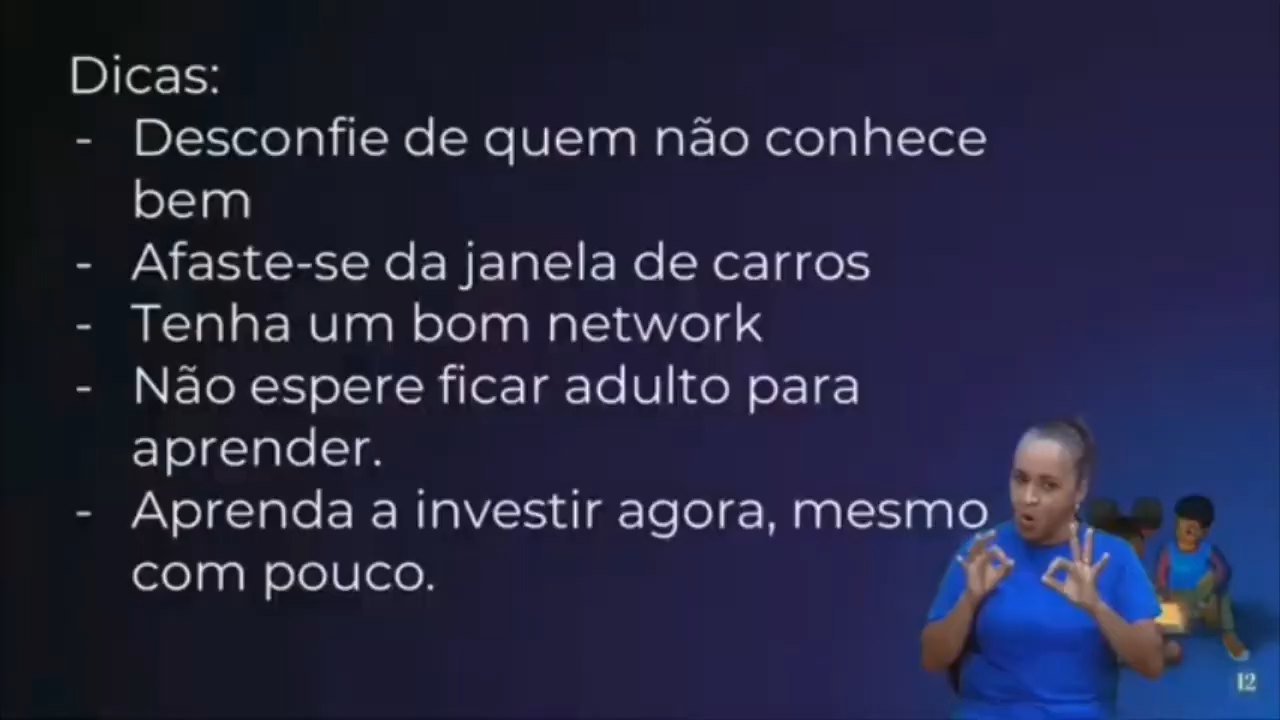 Dicas:
- Desconfie de quem não conhece
bem
- Afaste-se da janela de carros
- Tenha um bom network
- Não espere ficar adulto para
aprender.
- Aprenda a investir agora, mesmo
com pouco.
12